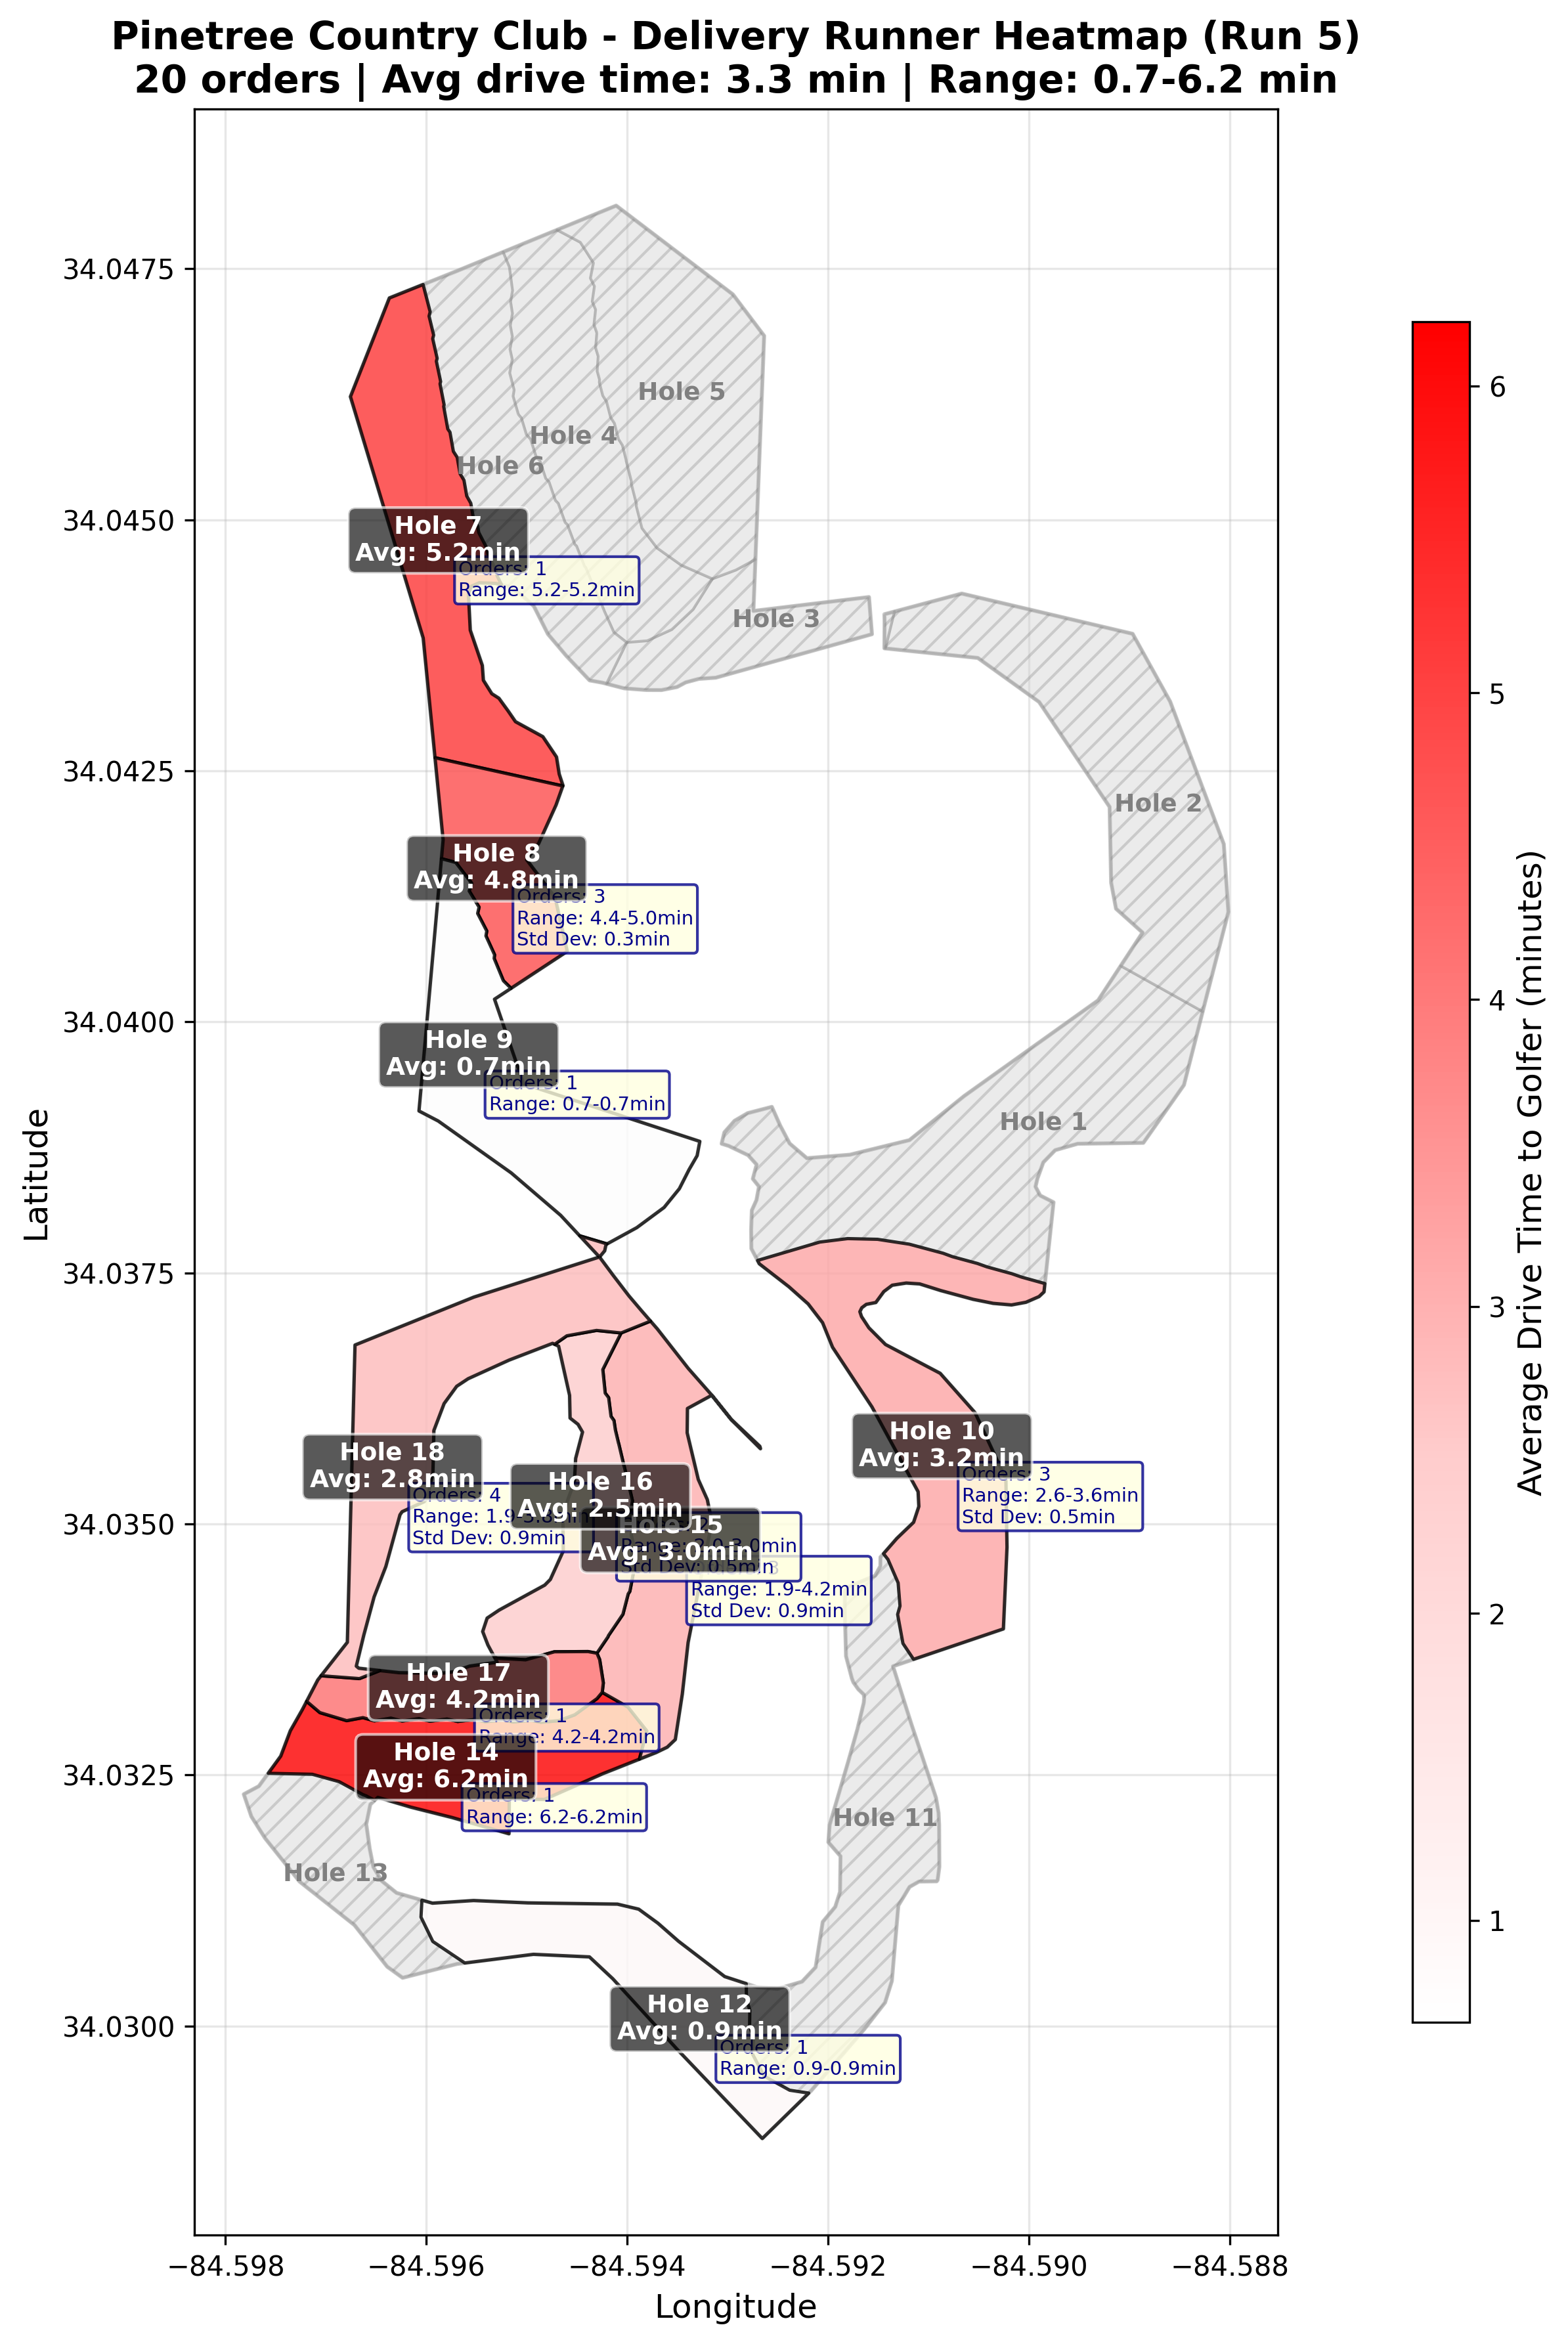 Pinetree Country Club - Delivery Runner Heatmap (Run 5)
20 orders | Avg drive time: 3.3 min | Range: 0.7-6.2 min
Latitude
34.0475
34.0450
34.0425
34.0400
34.0375
34.0350
34.0325
34.0300
Hole 5
Hole 4
Hole 6
Hole 7
Avg: 5.2min
Orders: 1
Range: 5.2-5.2min
Hole 3
Hole 2
Hole 8
Avg: 4.8min
Orders: 3
Range: 4.4-5.0min
Std Dev: 0.3min
Hole 9
Avg: 0.7min
Orders: 1
Range: 0.7-0.7min
Hole 1
Hole 10
Avg: 3.2min
Orders: 3
Range: 2.6-3.6min
Std Dev: 0.5min
Hole 18
Avg: 2.8min
Orders: 4
Range: 1.9-
Std Dev: 0.9min
Hole 16
Avg: 2.5min
Std Dev: 0.5min
Hole 15
Avg: 3.0min
Range: 1.9-4.2min
Std Dev: 0.9min
Hole 17
Avg: 4.2min
Orders: 1
Range: 4.2-4.2min
Hole 14
Avg: 6.2min
Orders: 1
Range: 6.2-6.2min
Hole 11
Hole 13
Hole 12
Avg: 0.9min
Orders: 1
Range: 0.9-0.9min
−84.598
−84.596
−84.594
−84.592
−84.590
−84.588
Longitude
6
5
4
3
2
1
Average Drive Time to Golfer (minutes)